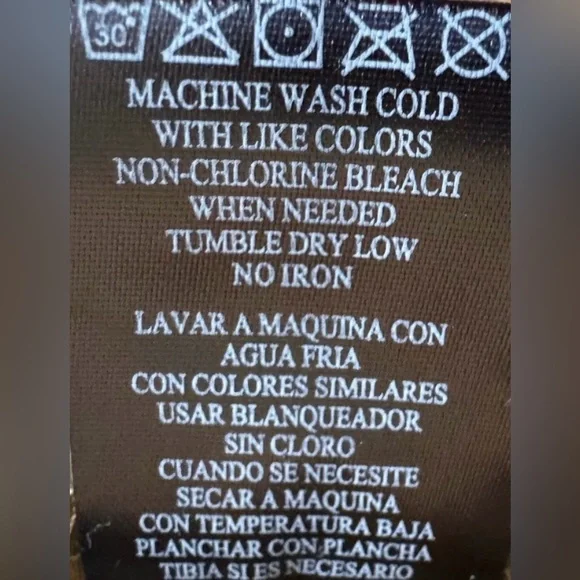 30°
MACHINE WASH COLD
WITH LIKE COLORS
NON-CHLORINE BLEACH
WHEN NEEDED
TUMBLE DRY LOW
NO IRON
LAVAR A MAQUINA CON
AGUA FRIA
CON COLORES SIMILARES
USAR BLANQUEADOR
SIN CLORO
CUANDO SE NECESITE
SECAR A MAQUINA
CON TEMPERATURA BAJA
PLANCHAR CON PLANCHA
TIBIA SI ES NECESARIO